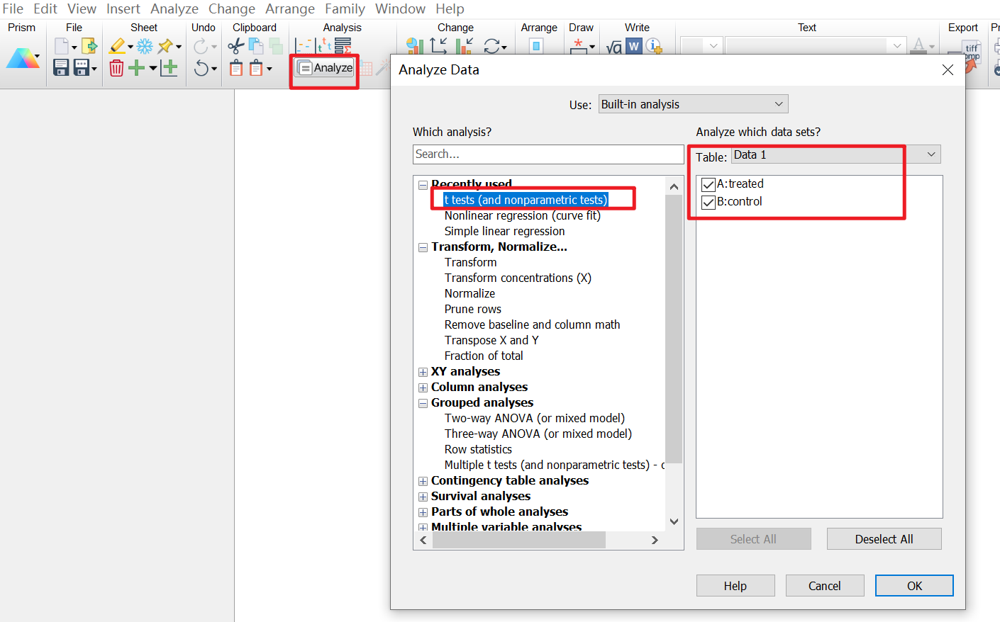 File Edit View Insert Analyze Change Arrange Family Window Help
Prism File Sheet Undo Clipboard Analysis Change Arrange Draw Write Text Export
Analyze
tiff
Analyze Data
Use: Built-in analysis
Which analysis?
Search...
Recently used
t tests (and nonparametric tests)
Nonlinear regression (curve fit)
Simple linear regression
Transform, Normalize...
Transform
Transform concentrations (X)
Normalize
Prune rows
Remove baseline and column math
Transpose X and Y
Fraction of total
XY analyses
Column analyses
Grouped analyses
Two-way ANOVA (or mixed model)
Three-way ANOVA (or mixed model)
Row statistics
Multiple t tests (and nonparametric tests) - 
Contingency table analyses
Survival analyses
Parts of whole analyses
Multiple variable analyses
Analyze which data sets?
Table: Data 1
A:treated
B:control
Select All Deselect All
Help Cancel OK